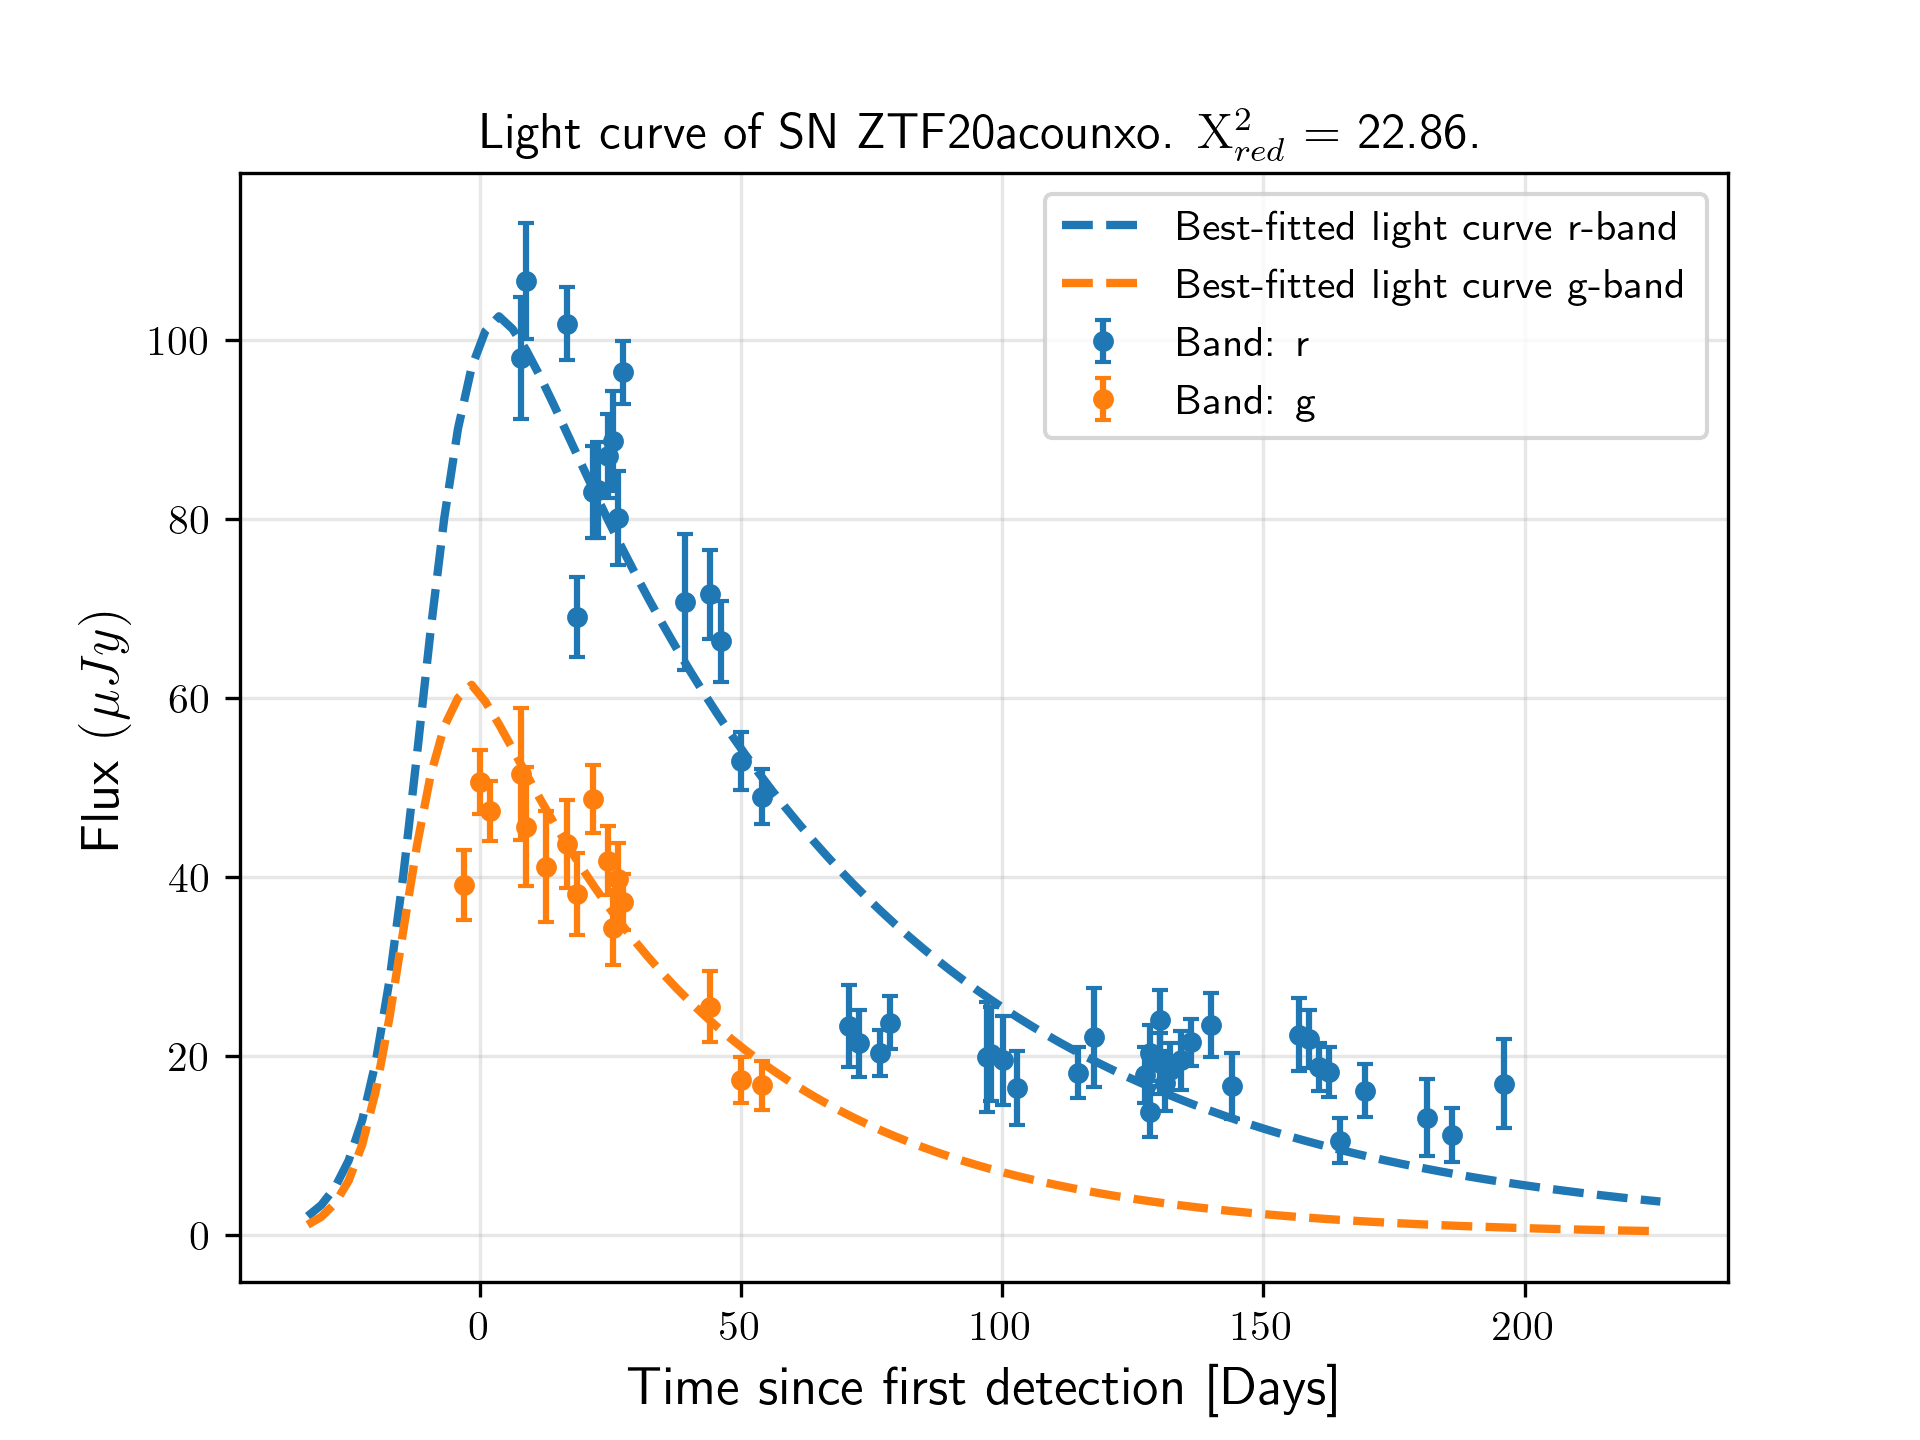 Light curve of SN ZTF20acounxo. X²_red = 22.86.
Best-fitted light curve r-band
Best-fitted light curve g-band
Band: r
Band: g
Flux (μJy)
100
80
60
40
20
0
0 50 100 150 200
Time since first detection [Days]